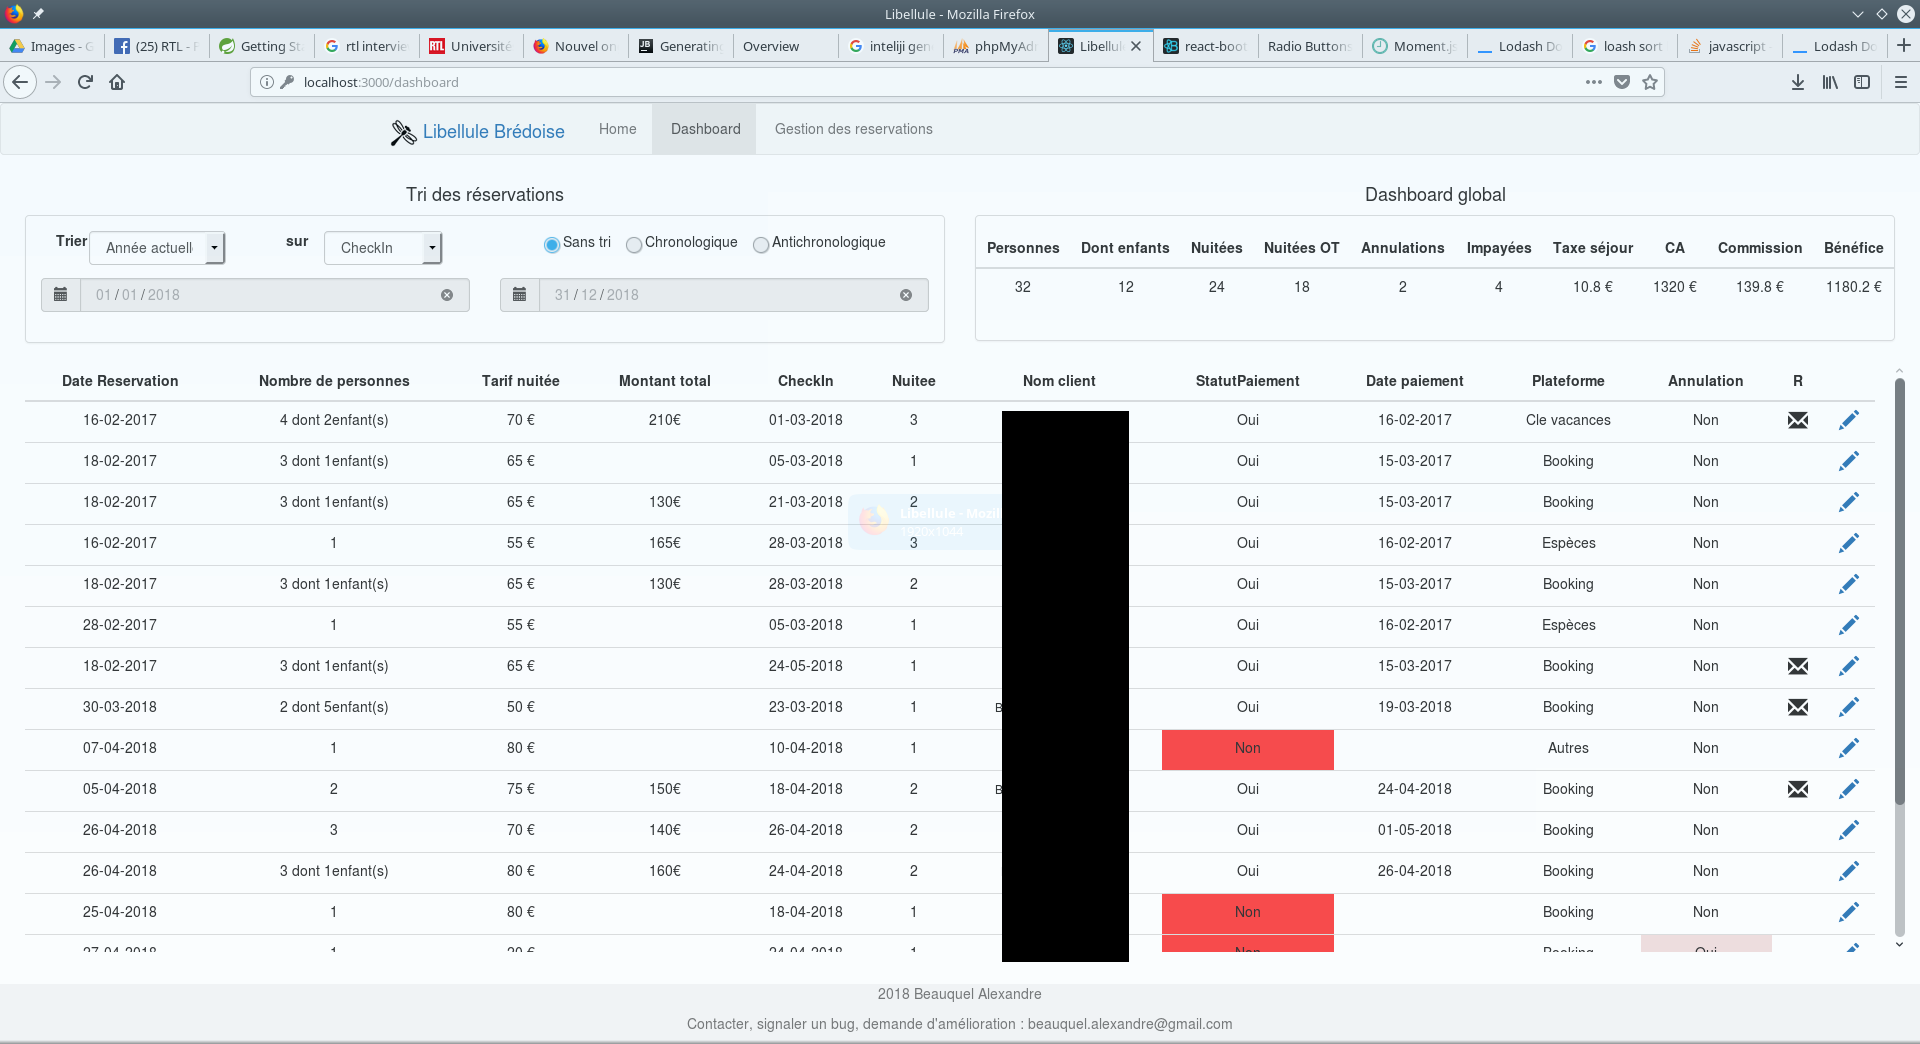 Libellule - Mozilla Firefox
Images - G (25) RTL - F Getting St rtl intervie Université Nouvel on Generating Overview inteliji gen phpMyAd Libellul react-boot Radio Buttons Moment.js Lodash Do loash sort javascript - Lodash Do
localhost:3000/dashboard
Libellule Brédoise Home Dashboard Gestion des reservations
Tri des réservations
Trier Année actuell sur CheckIn Sans tri Chronologique Antichronologique
01 / 01 / 2018 31 / 12 / 2018
Dashboard global
Personnes Dont enfants Nuitées Nuitées OT Annulations Impayées Taxe séjour CA Commission Bénéfice
32 12 24 18 2 4 10.8 € 1320 € 139.8 € 1180.2 €
Date Reservation Nombre de personnes Tarif nuitée Montant total CheckIn Nuitee Nom client StatutPaiement Date paiement Plateforme Annulation R
16-02-2017 4 dont 2enfant(s) 70 € 210€ 01-03-2018 3 Oui 16-02-2017 Cle vacances Non
18-02-2017 3 dont 1enfant(s) 65 € 05-03-2018 1 Oui 15-03-2017 Booking Non
18-02-2017 3 dont 1enfant(s) 65 € 130€ 21-03-2018 2 Oui 15-03-2017 Booking Non
Libellule - Mozi
1920x1044
16-02-2017 1 55 € 165€ 28-03-2018 3 Oui 16-02-2017 Espèces Non
18-02-2017 3 dont 1enfant(s) 65 € 130€ 28-03-2018 2 Oui 15-03-2017 Booking Non
28-02-2017 1 55 € 05-03-2018 1 Oui 16-02-2017 Espèces Non
18-02-2017 3 dont 1enfant(s) 65 € 24-05-2018 1 Oui 15-03-2017 Booking Non
30-03-2018 2 dont 5enfant(s) 50 € 23-03-2018 1 B Oui 19-03-2018 Booking Non
07-04-2018 1 80 € 10-04-2018 1 Non Autres Non
05-04-2018 2 75 € 150€ 18-04-2018 2 B Oui 24-04-2018 Booking Non
26-04-2018 3 70 € 140€ 26-04-2018 2 Oui 01-05-2018 Booking Non
26-04-2018 3 dont 1enfant(s) 80 € 160€ 24-04-2018 2 Oui 26-04-2018 Booking Non
25-04-2018 1 80 € 18-04-2018 1 Non Booking Non
27-04-2018 1 24-04-2018 1 Non Booking Oui
2018 Beauquel Alexandre
Contacter, signaler un bug, demande d'amélioration : beauquel.alexandre@gmail.com